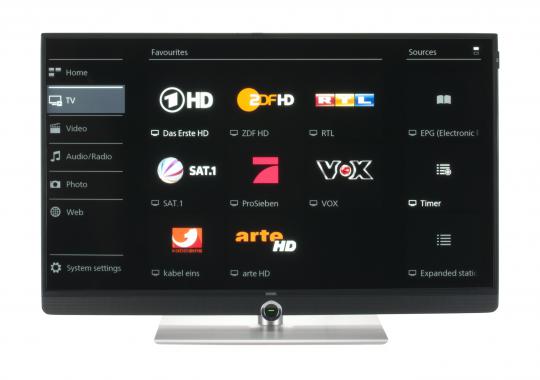 Favourites
Sources
Home
TV
Video
Audio/Radio
Photo
Web
System settings
1 HD
ZDF HD
RTL
Das Erste HD
ZDF HD
RTL
SAT.1
VOX
SAT.1
ProSieben
VOX
arte HD
kabel eins
arte HD
EPG (Electronic
Timer
Expanded stati